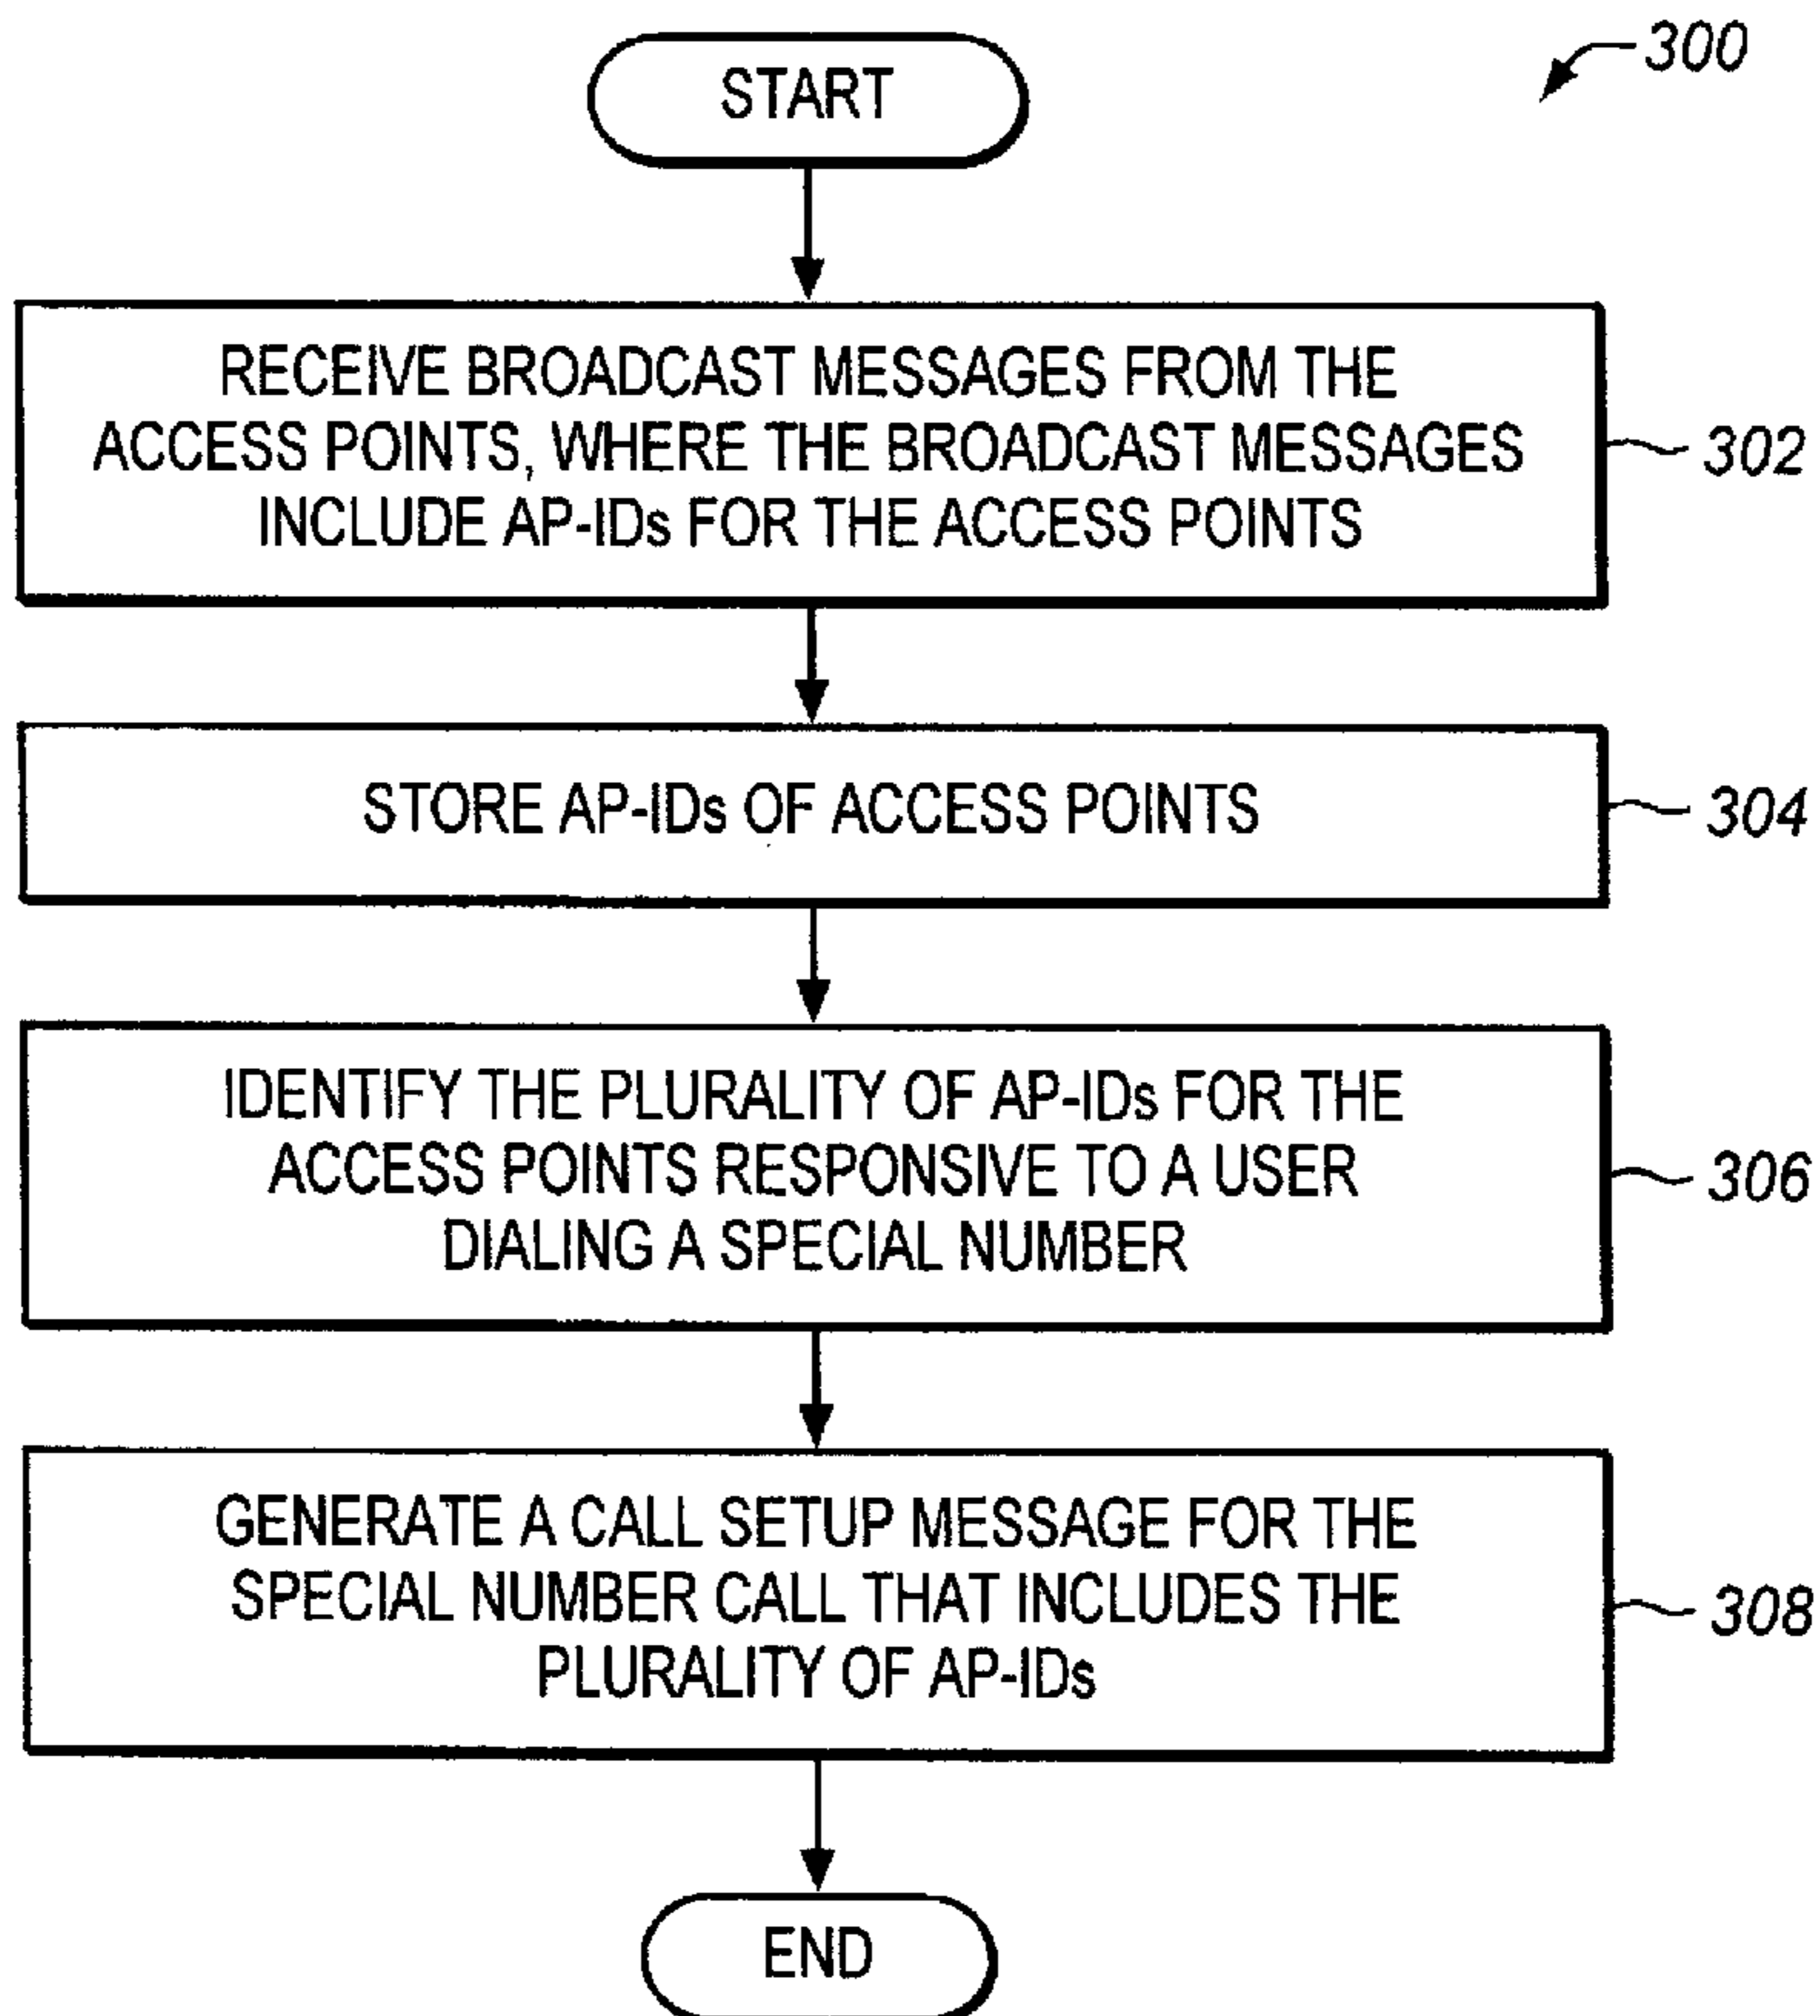 START
300
RECEIVE BROADCAST MESSAGES FROM THE
ACCESS POINTS, WHERE THE BROADCAST MESSAGES
INCLUDE AP-IDs FOR THE ACCESS POINTS
302
STORE AP-IDs OF ACCESS POINTS
304
IDENTIFY THE PLURALITY OF AP-IDs FOR THE
ACCESS POINTS RESPONSIVE TO A USER
DIALING A SPECIAL NUMBER
306
GENERATE A CALL SETUP MESSAGE FOR THE
SPECIAL NUMBER CALL THAT INCLUDES THE
PLURALITY OF AP-IDs
308
END